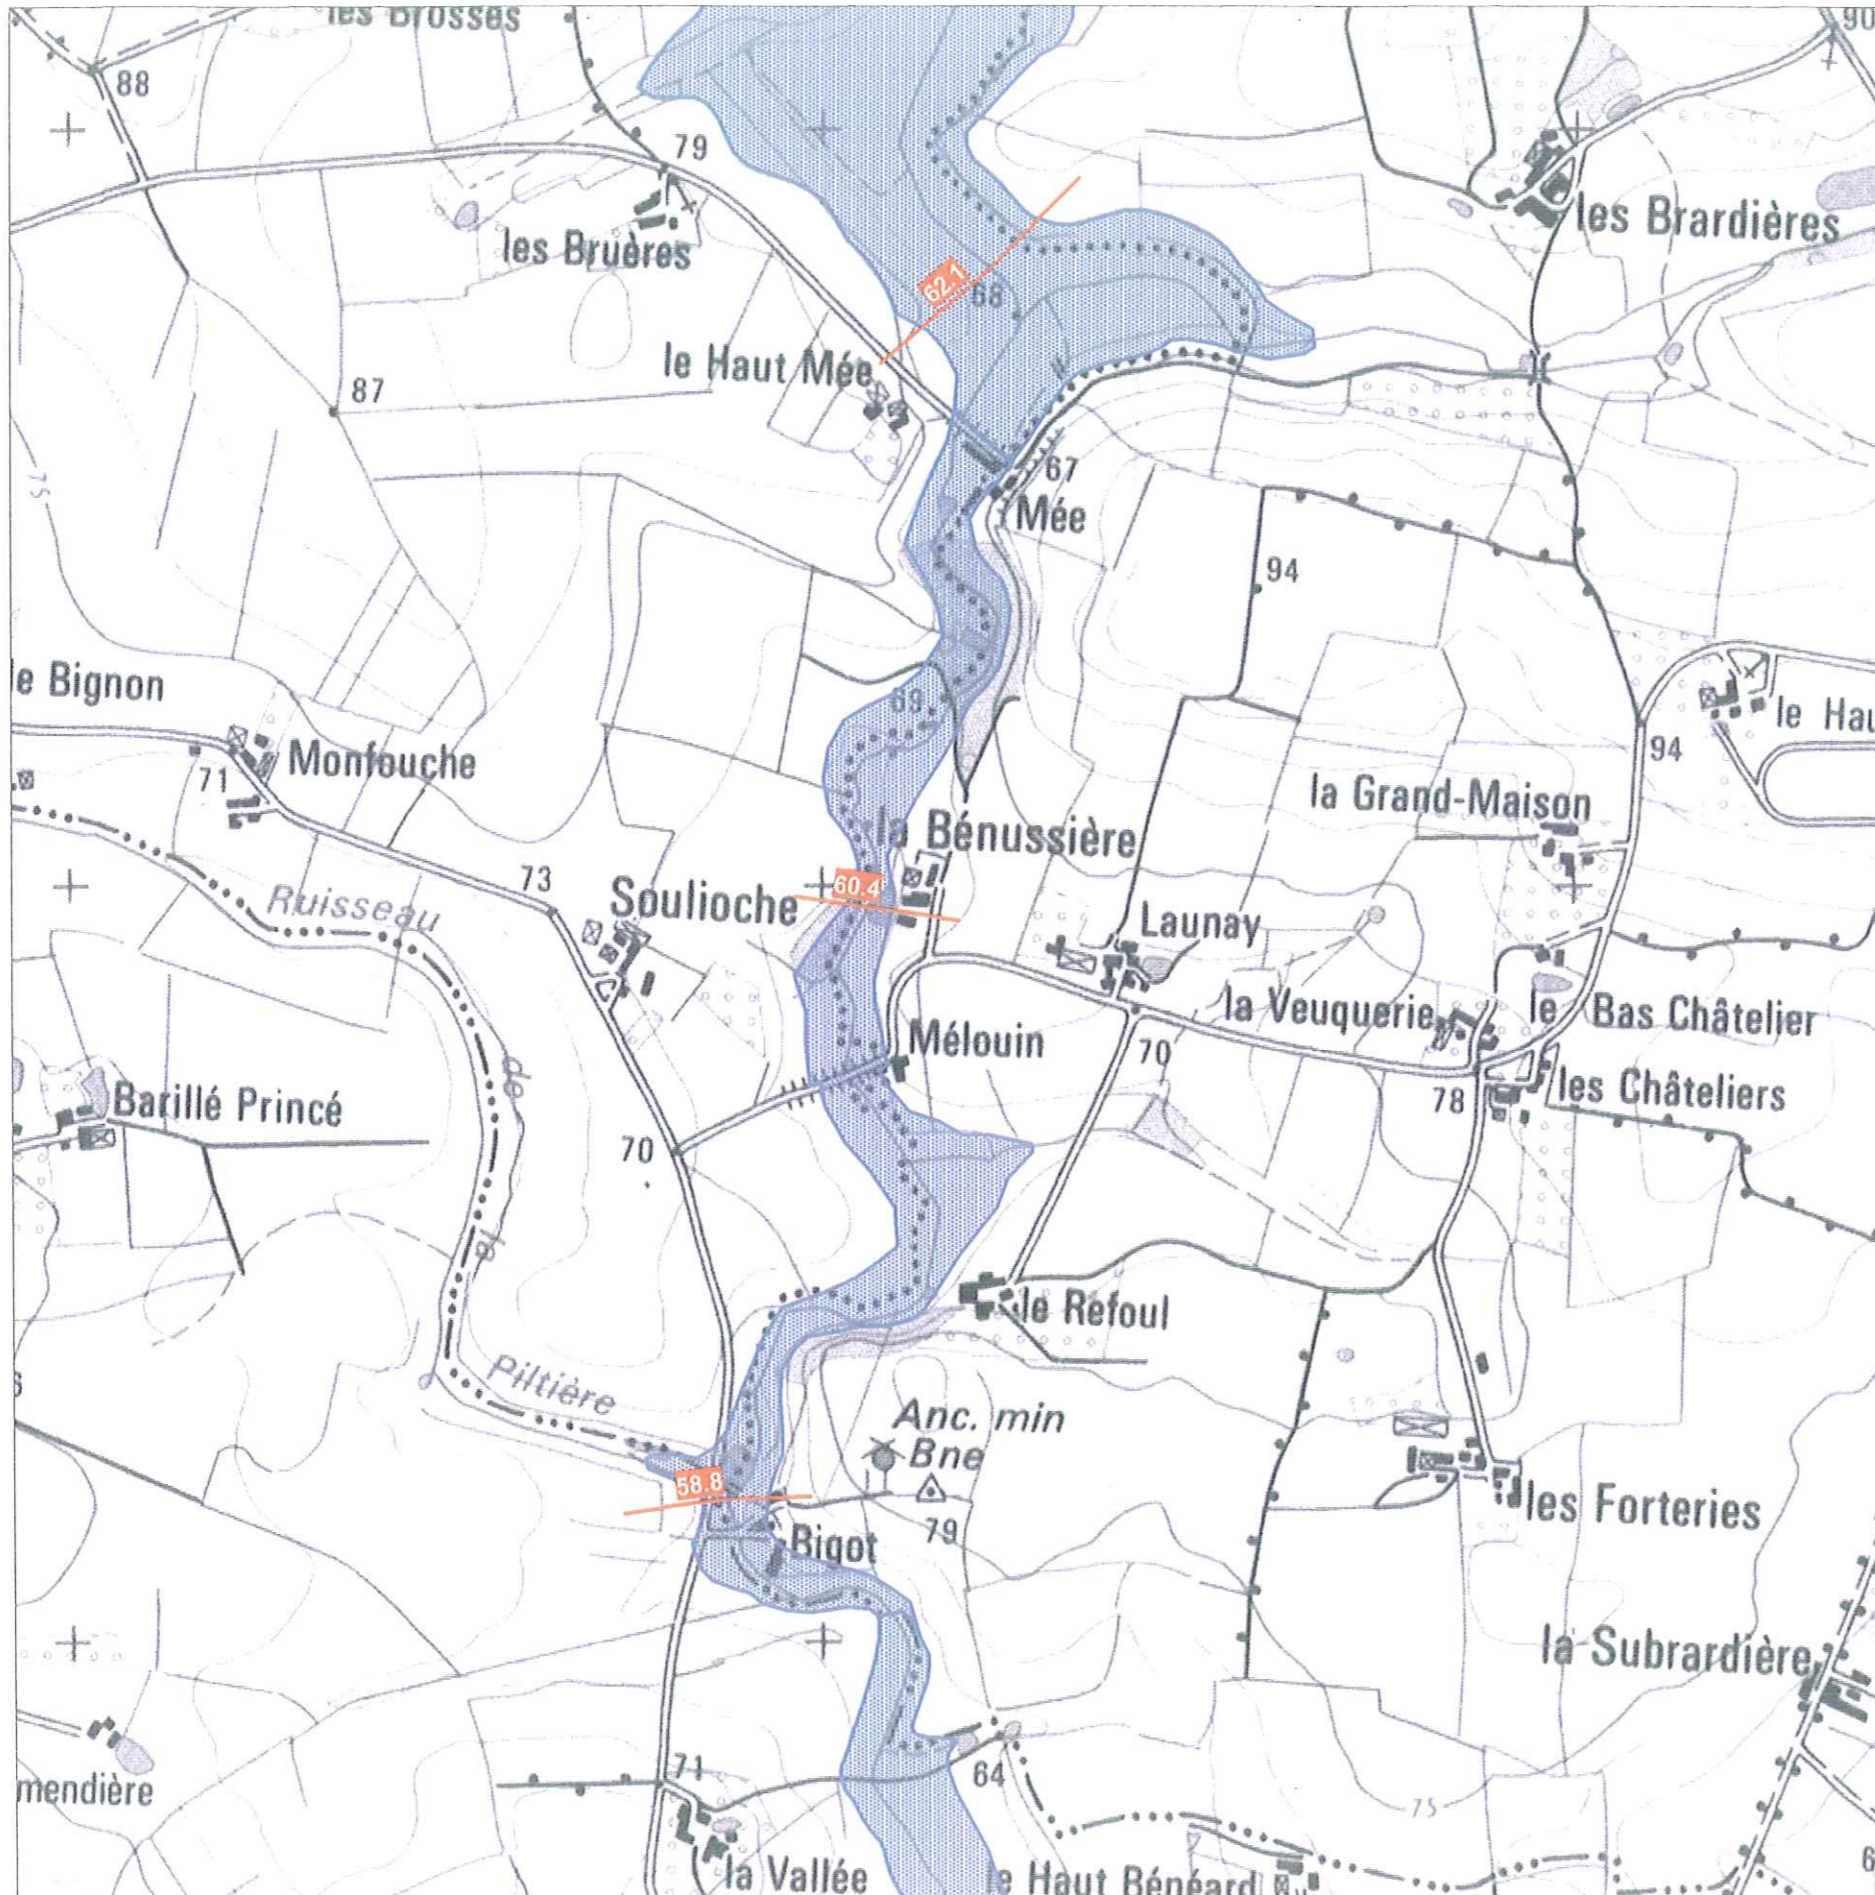 les Brosses
90
88
79
les Brardières
les Bruères
62.1
68
le Haut Mée
87
67
75
Mée
94
69
le Bignon
Monfouche
71
le Hau
94
la Grand-Maison
la Bénussière
73
60.4
Soulioche
Ruisseau
Launay
la Veuquerie
le Bas Châtelier
Mélouin
70
de
Barillé Princé
78
les Châteliers
70
la
le Refoul
Piltière
Anc. min
Bne
58.8
79
Bigot
les Forteries
la Subrardière
71
64
mendière
75
la Vallée
le Haut Bénéard
6